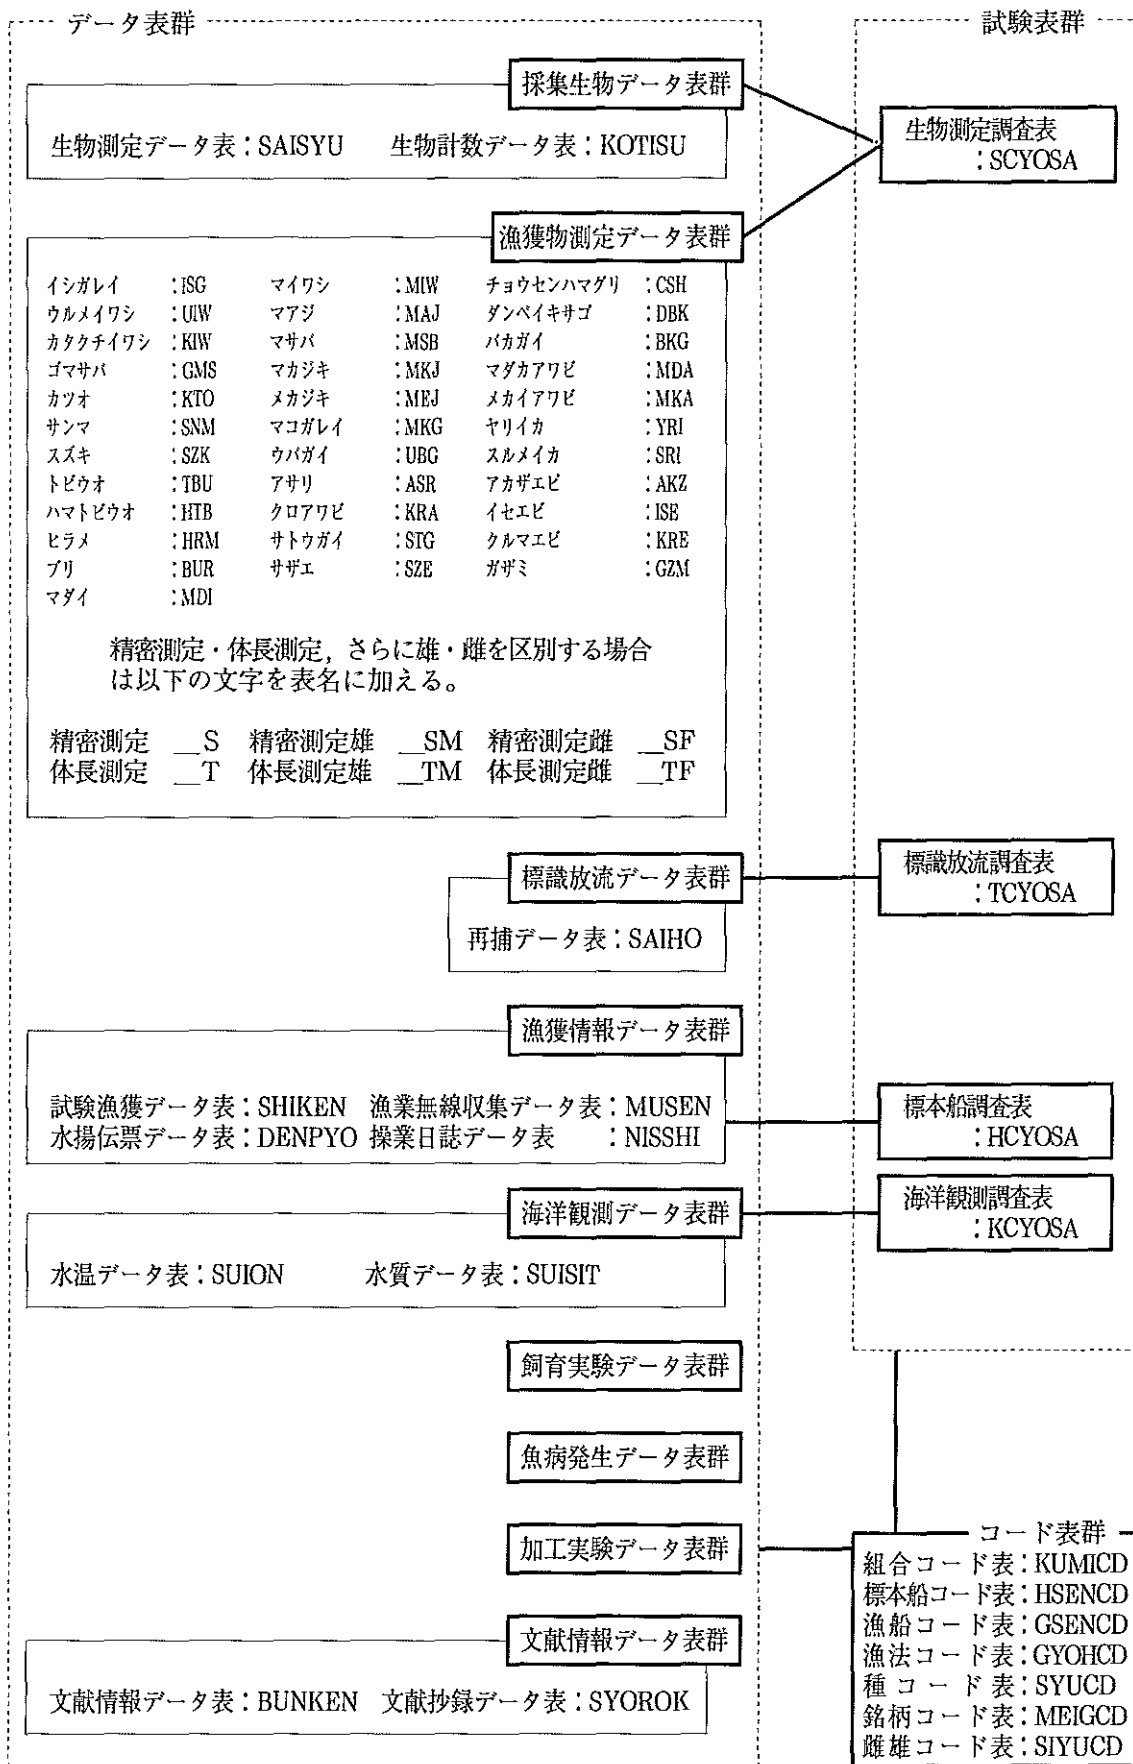 データ表群
試験表群
採集生物データ表群
生物測定データ表：SAISYU 生物計数データ表：KOTISU
生物測定調査表
：SCYOSA
漁獲物測定データ表群
イシガレイ ：ISG マイワシ ：MIW チョウセンハマグリ ：CSH
ウルメイワシ ：UIW マアジ ：MAJ ダンベイキサゴ ：DBK
カタクチイワシ ：KIW マサバ ：MSB バカガイ ：BKG
ゴマサバ ：GMS マカジキ ：MKJ マダカアワビ ：MDA
カツオ ：KTO メカジキ ：MEJ メカイアワビ ：MKA
サンマ ：SNM マコガレイ ：MKG ヤリイカ ：YRI
スズキ ：SZK ウバガイ ：UBG スルメイカ ：SRI
トビウオ ：TBU アサリ ：ASR アカザエビ ：AKZ
ハマトビウオ ：HTB クロアワビ ：KRA イセエビ ：ISE
ヒラメ ：HRM サトウガイ ：STG クルマエビ ：KRE
ブリ ：BUR サザエ ：SZE ガザミ ：GZM
マダイ ：MDI
精密測定・体長測定，さらに雄・雌を区別する場合
は以下の文字を表名に加える。
精密測定 __S 精密測定雄 __SM 精密測定雌 __SF
体長測定 __T 体長測定雄 __TM 体長測定雌 __TF
標識放流データ表群
再捕データ表：SAIHO
標識放流調査表
：TCYOSA
漁獲情報データ表群
試験漁獲データ表：SHIKEN 漁業無線収集データ表：MUSEN
水揚伝票データ表：DENPYO 操業日誌データ表 ：NISSHI
標本船調査表
：HCYOSA
海洋観測データ表群
水温データ表：SUION 水質データ表：SUISIT
海洋観測調査表
：KCYOSA
飼育実験データ表群
魚病発生データ表群
加工実験データ表群
文献情報データ表群
文献情報データ表：BUNKEN 文献抄録データ表：SYOROK
コード表群
組合コード表：KUMICD
標本船コード表：HSENCD
漁船コード表：GSENCD
漁法コード表：GYOHCD
種コード表：SYUCD
銘柄コード表：MEIGCD
雌雄コード表：SIYUCD